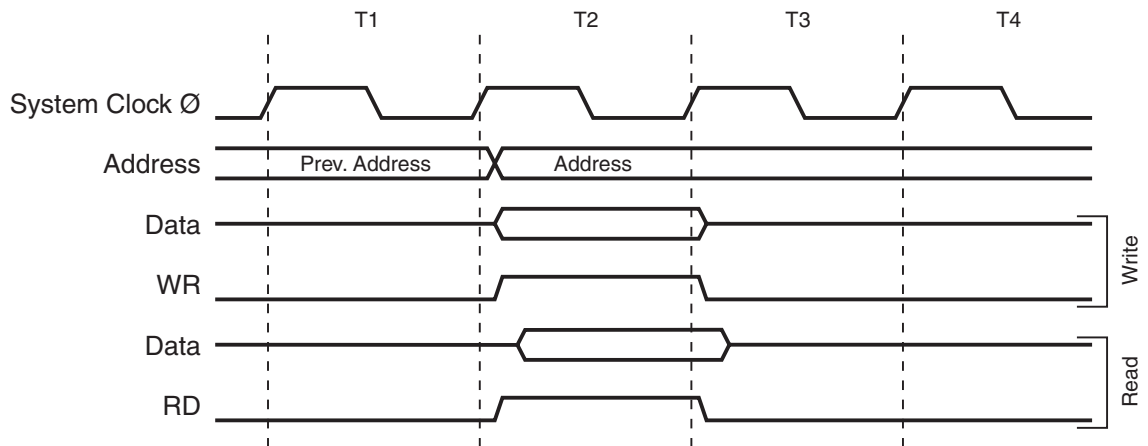 T1 T2 T3 T4
System Clock Ø
Address Prev. Address Address
Data
WR
Write
Data
RD
Read